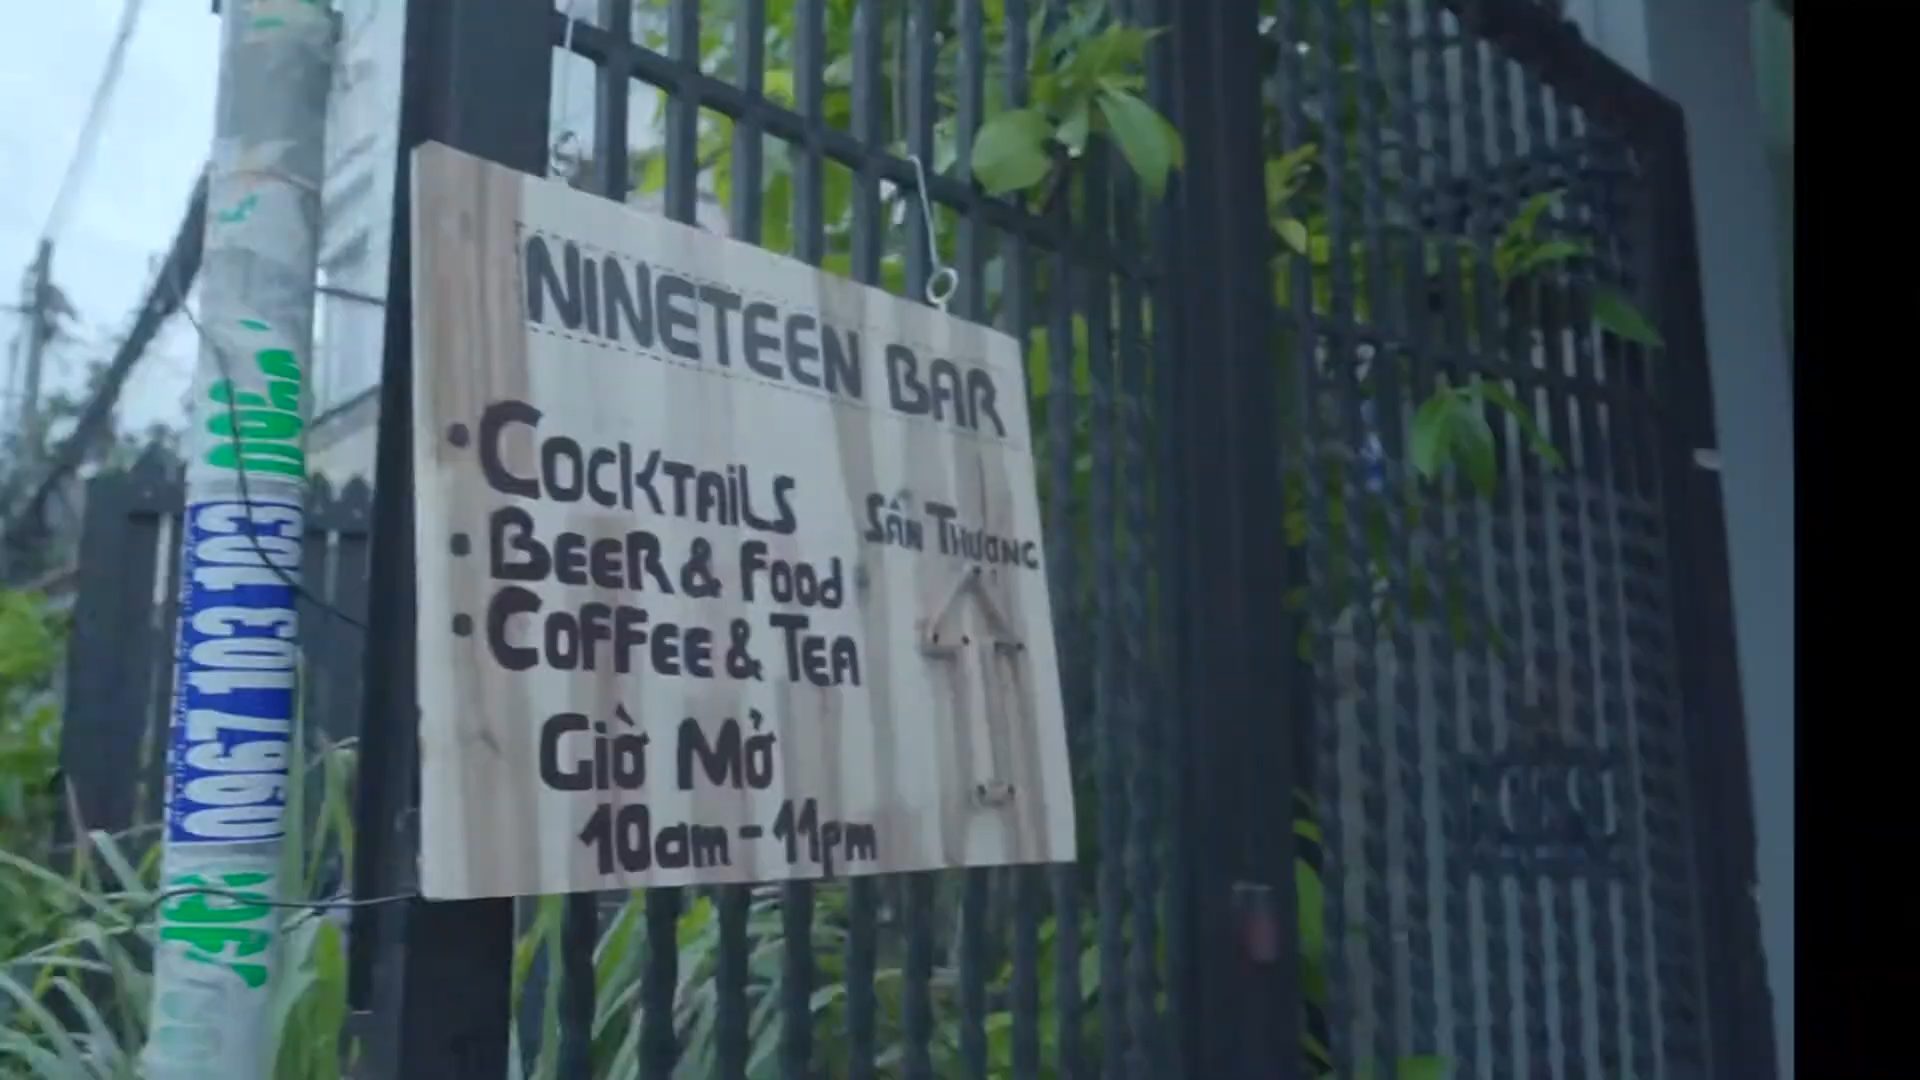 NINETEEN BAR
• COCKTAILS
• BEER & FOOD
• COFFEE & TEA
SÂN THƯỢNG
GIỜ MỞ
10am - 11pm
0967 103 103